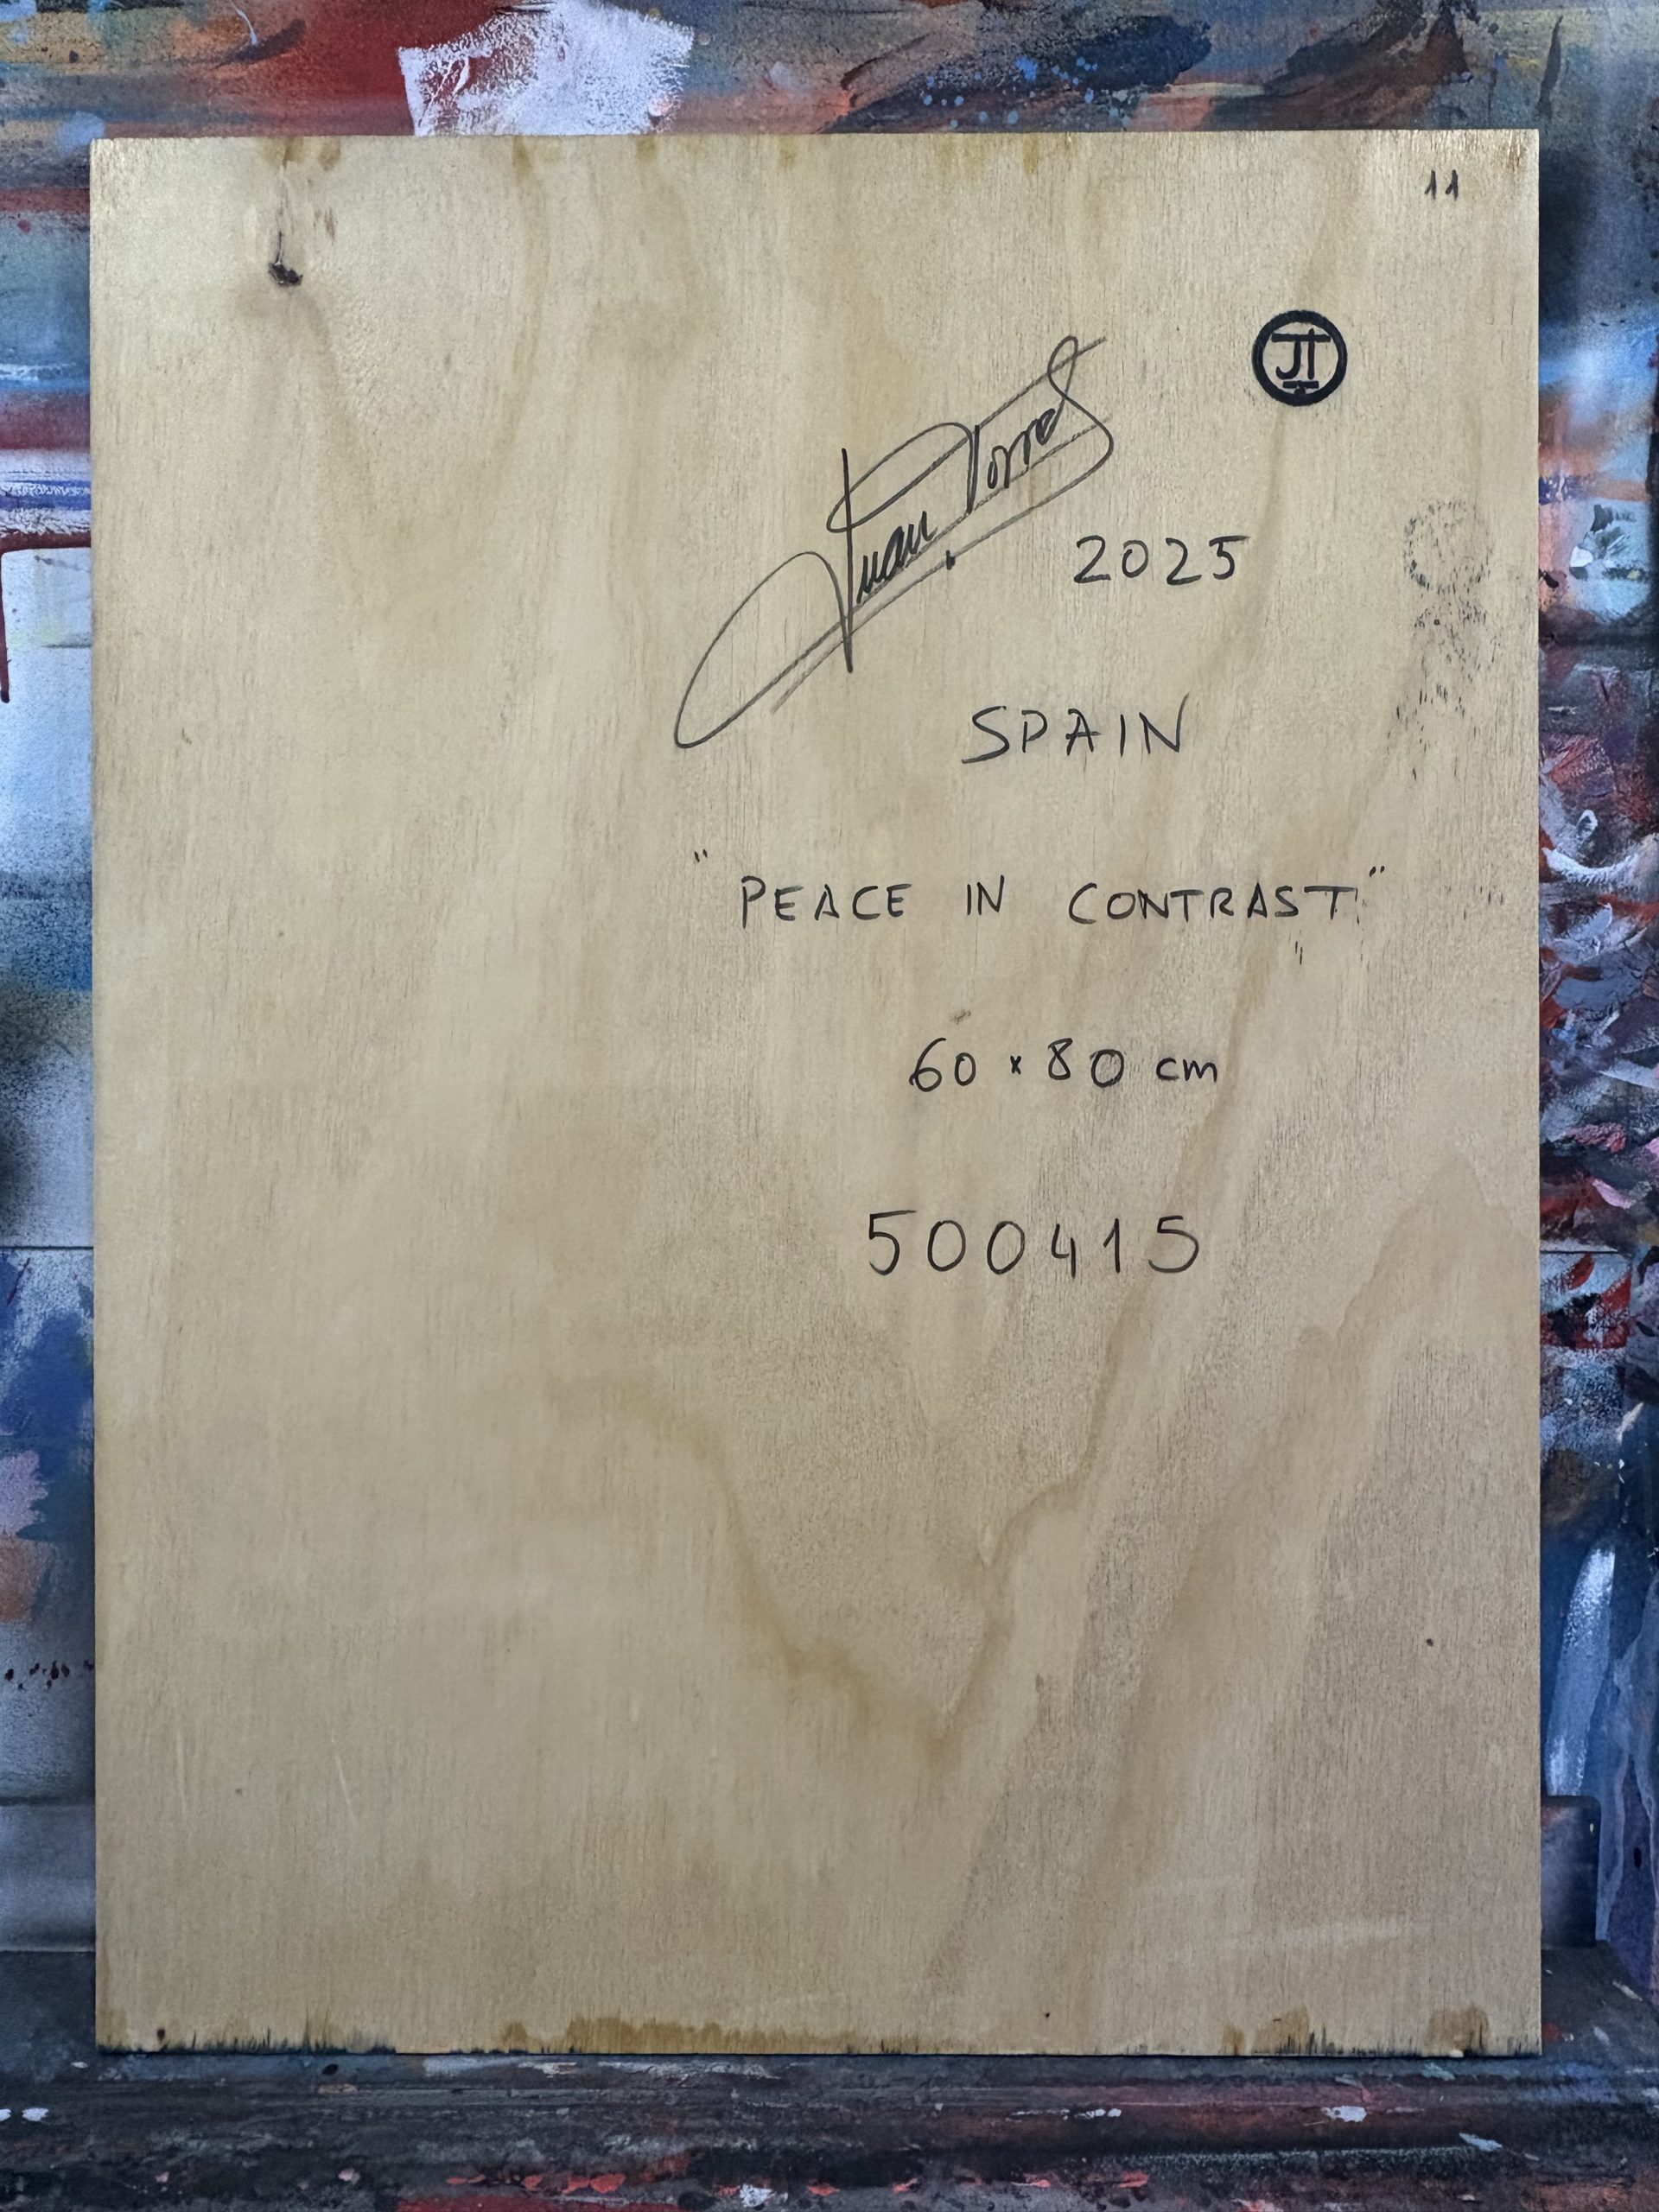 11
JT
Juan Torres
2025
SPAIN
"PEACE IN CONTRAST"
60 x 80 cm
500415